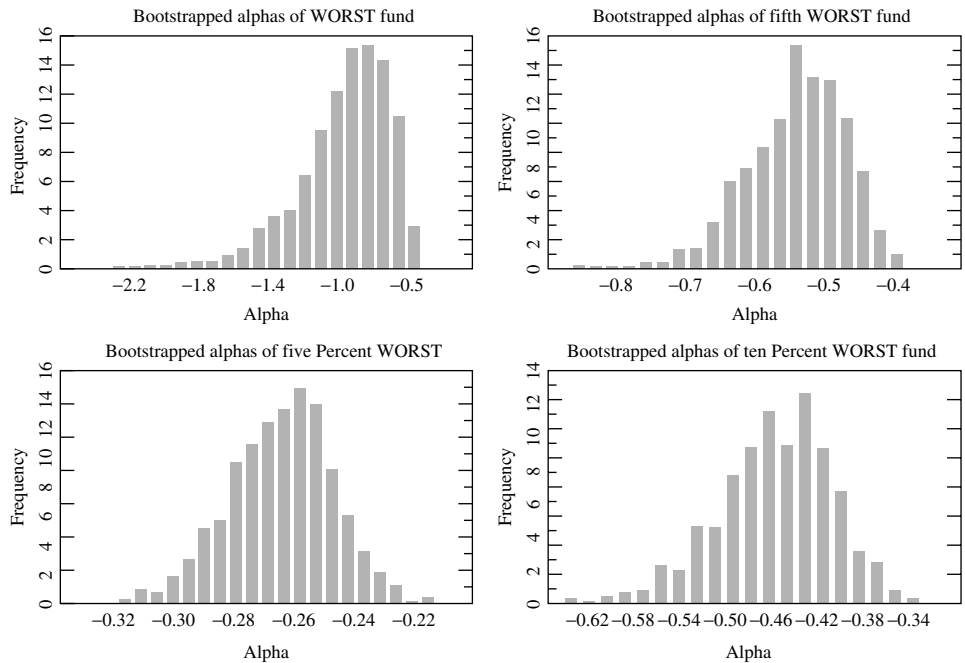 Bootstrapped alphas of WORST fund
Frequency
0 2 4 6 8 10 12 14 16
−2.2 −1.8 −1.4 −1.0 −0.5
Alpha
Bootstrapped alphas of fifth WORST fund
Frequency
0 2 4 6 8 10 12 14 16
−0.8 −0.7 −0.6 −0.5 −0.4
Alpha
Bootstrapped alphas of five Percent WORST
Frequency
0 2 4 6 8 10 12 14 16
−0.32 −0.30 −0.28 −0.26 −0.24 −0.22
Alpha
Bootstrapped alphas of ten Percent WORST fund
Frequency
0 2 4 6 8 10 12 14
−0.62 −0.58 −0.54 −0.50 −0.46 −0.42 −0.38 −0.34
Alpha